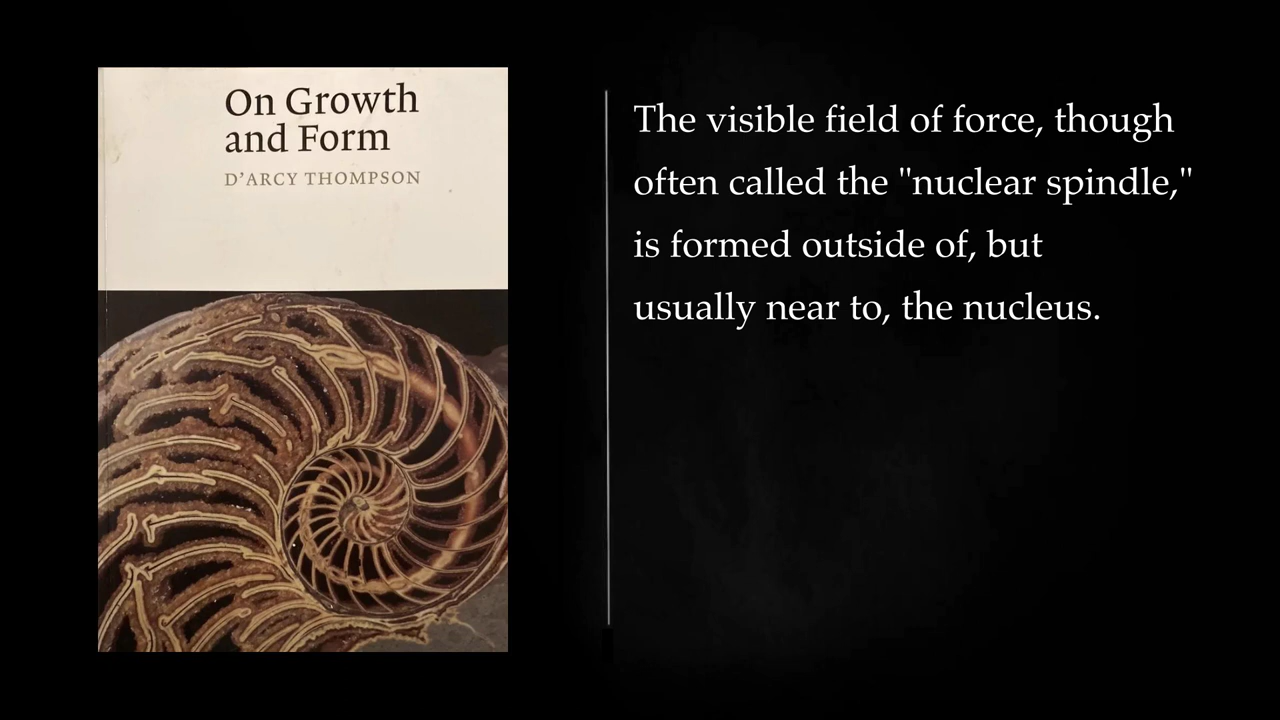 On Growth
and Form
D'ARCY THOMPSON
The visible field of force, though
often called the "nuclear spindle,"
is formed outside of, but
usually near to, the nucleus.